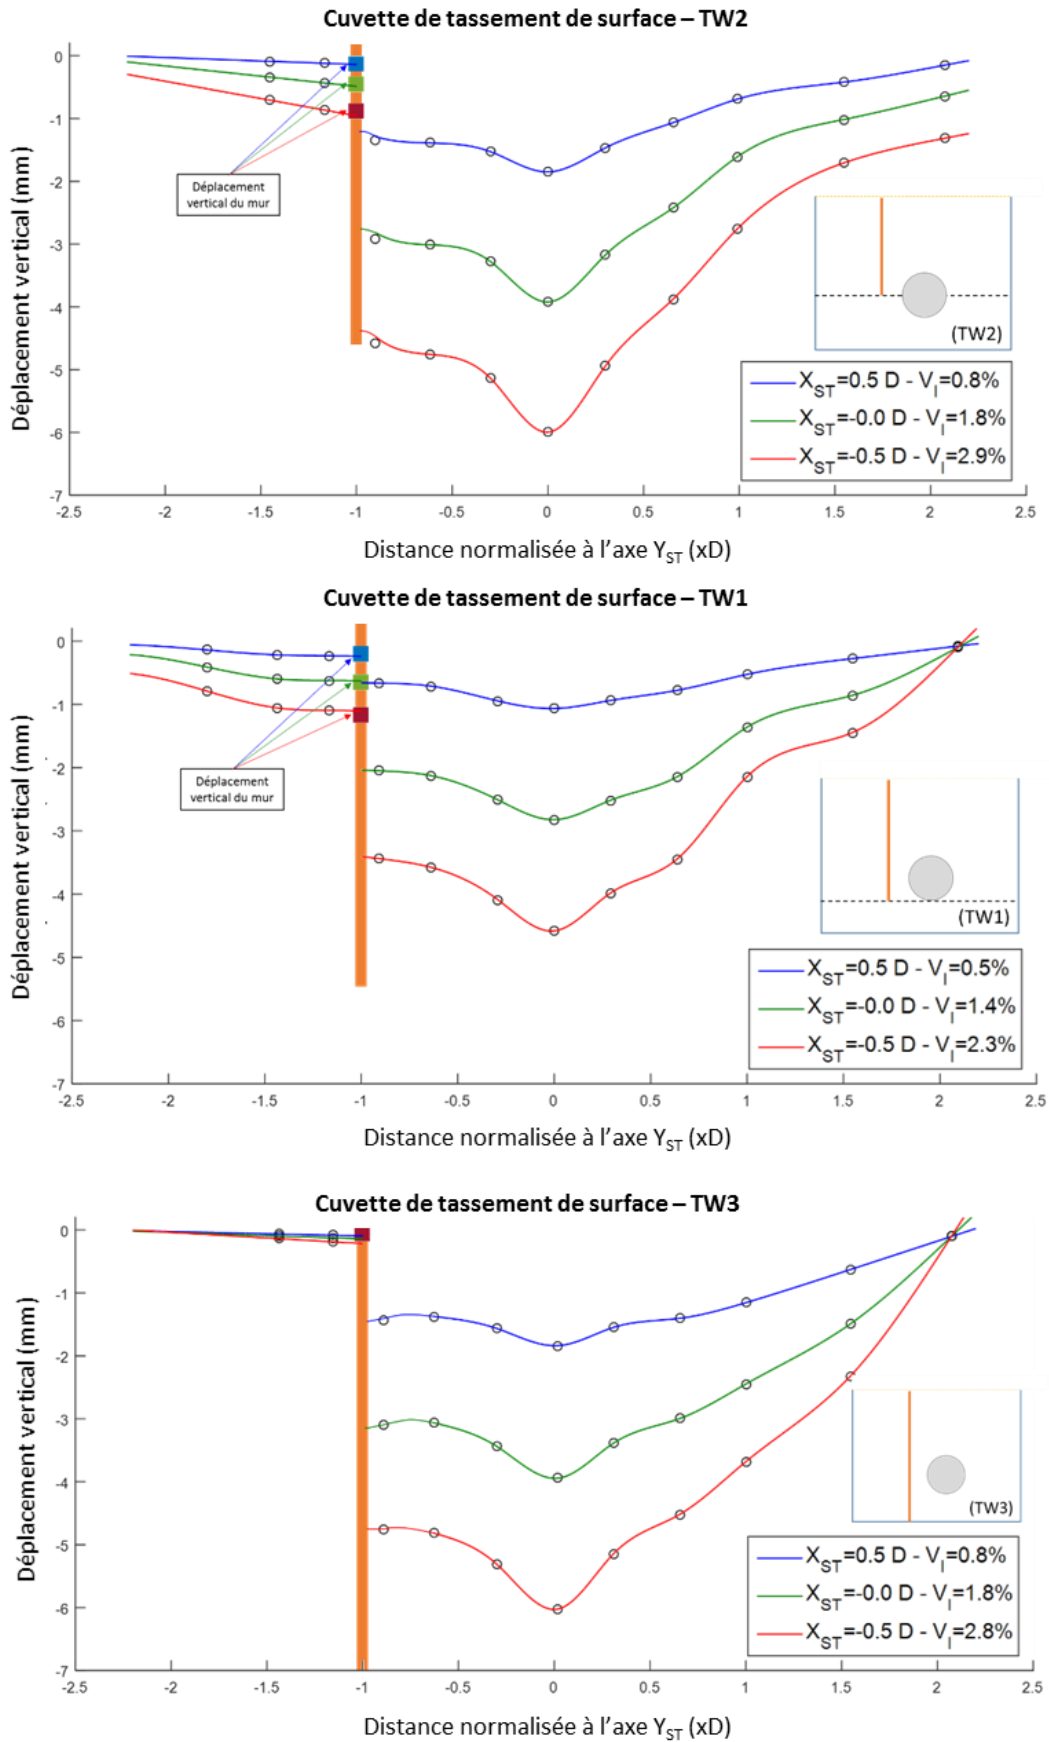 Cuvette de tassement de surface – TW2
0
-1
-2
-3
-4
-5
-6
-7
Déplacement vertical (mm)
Déplacement
vertical du mur
(TW2)
X_ST=0.5 D - V_l=0.8%
X_ST=-0.0 D - V_l=1.8%
X_ST=-0.5 D - V_l=2.9%
-2.5 -2 -1.5 -1 -0.5 0 0.5 1 1.5 2 2.5
Distance normalisée à l'axe Y_ST (xD)
Cuvette de tassement de surface – TW1
0
-1
-2
-3
-4
-5
-6
-7
Déplacement vertical (mm)
Déplacement
vertical du mur
(TW1)
X_ST=0.5 D - V_l=0.5%
X_ST=-0.0 D - V_l=1.4%
X_ST=-0.5 D - V_l=2.3%
-2.5 -2 -1.5 -1 -0.5 0 0.5 1 1.5 2 2.5
Distance normalisée à l'axe Y_ST (xD)
Cuvette de tassement de surface – TW3
0
-1
-2
-3
-4
-5
-6
-7
Déplacement vertical (mm)
(TW3)
X_ST=0.5 D - V_l=0.8%
X_ST=-0.0 D - V_l=1.8%
X_ST=-0.5 D - V_l=2.8%
-2.5 -2 -1.5 -1 -0.5 0 0.5 1 1.5 2 2.5
Distance normalisée à l'axe Y_ST (xD)